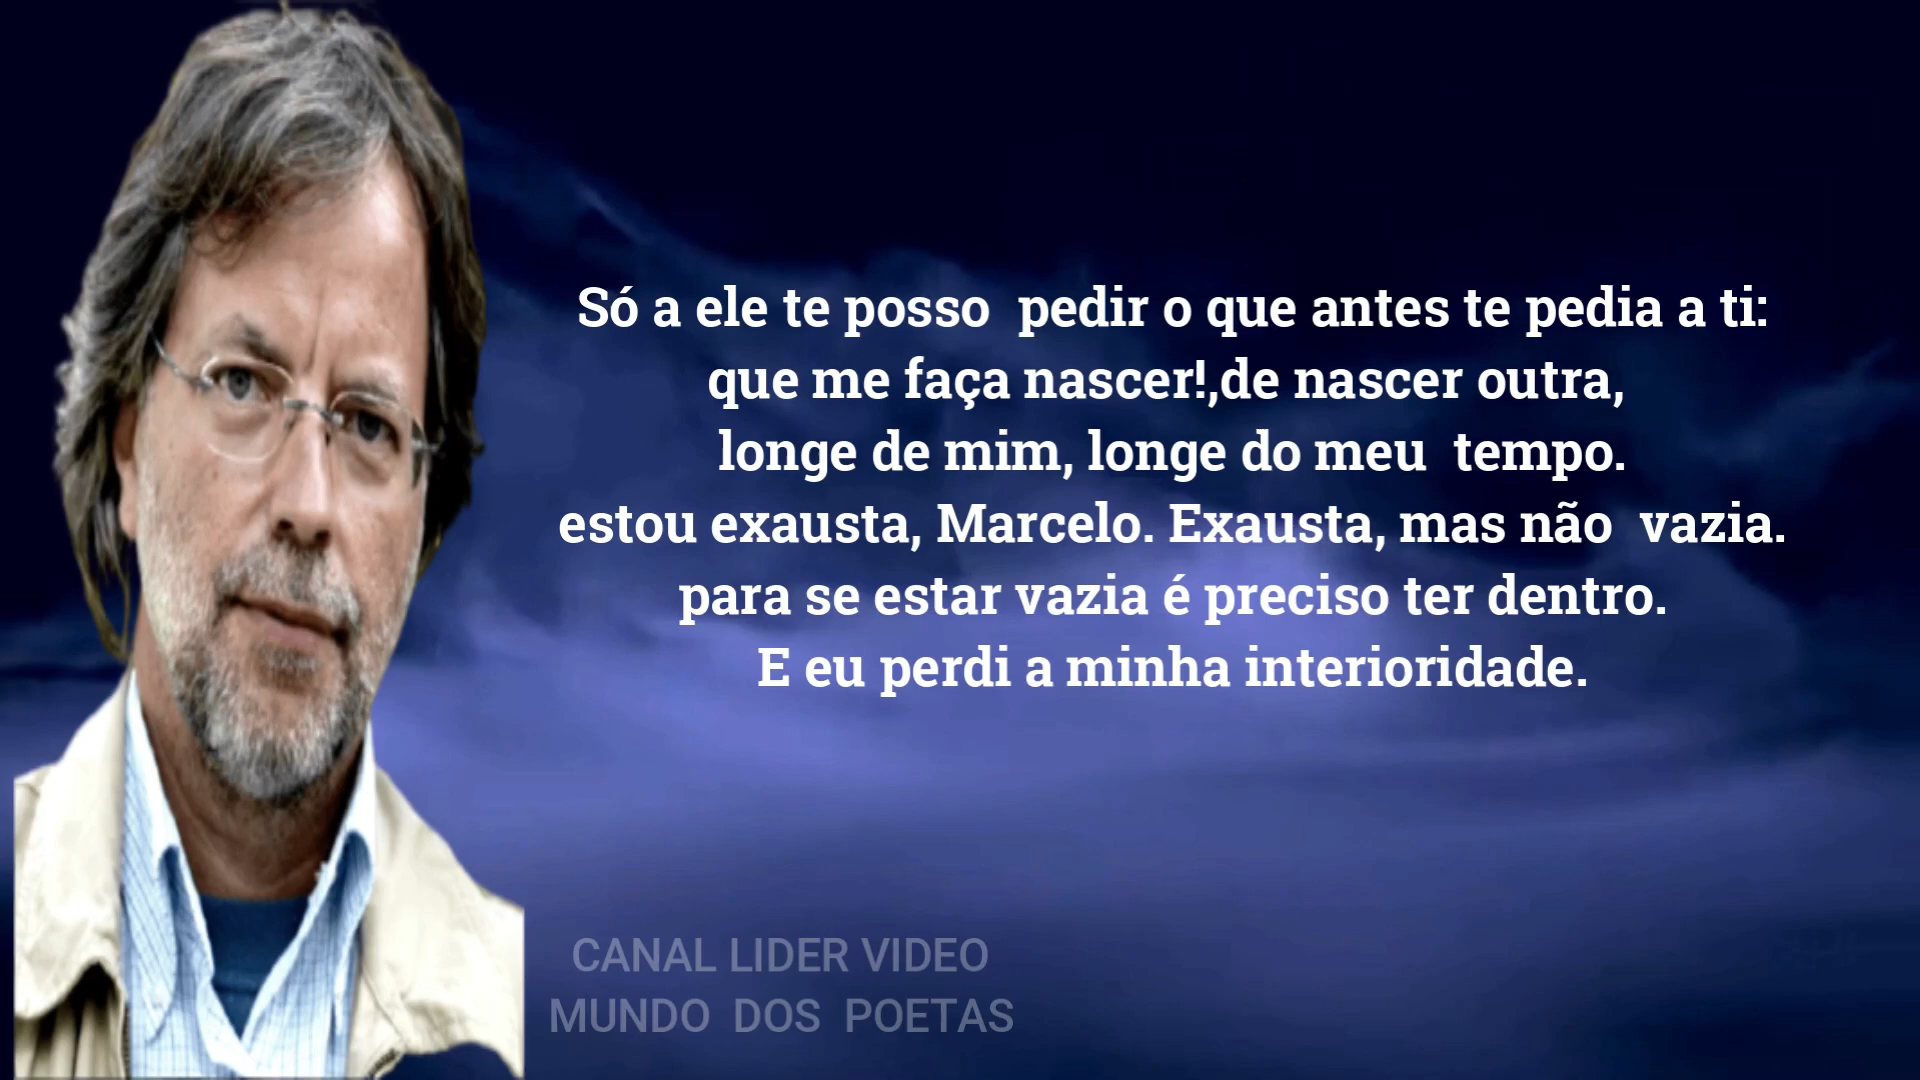 Só a ele te posso  pedir o que antes te pedia a ti:
que me faça nascer!,de nascer outra,
longe de mim, longe do meu  tempo.
estou exausta, Marcelo. Exausta, mas não  vazia.
para se estar vazia é preciso ter dentro.
E eu perdi a minha interioridade.
CANAL LIDER VIDEO
MUNDO  DOS  POETAS